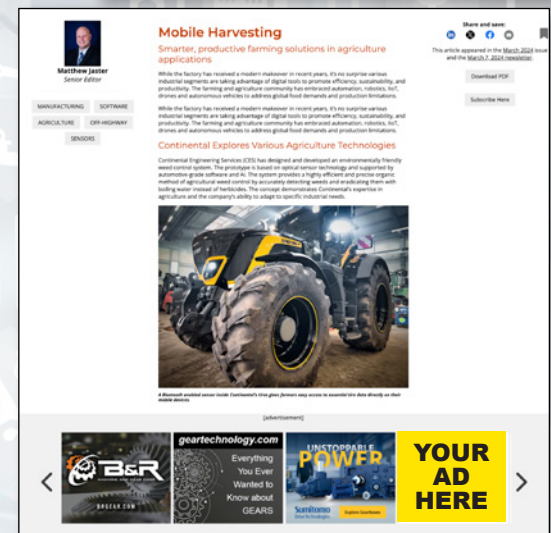 Matthew Jaster
Senior Editor
MANUFACTURING
SOFTWARE
AGRICULTURE
OFF-HIGHWAY
SENSORS
Mobile Harvesting
Smarter, productive farming solutions in agriculture
applications
While the factory has received a modern makeover in recent years, it's no surprise various
industrial segments are taking advantage of digital tools to promote efficiency, sustainability, and
productivity. The farming and agriculture community has embraced automation, robotics, IIoT,
drones and autonomous vehicles to address global food demands and production limitations.
While the factory has received a modern makeover in recent years, it's no surprise various
industrial segments are taking advantage of digital tools to promote efficiency, sustainability, and
productivity. The farming and agriculture community has embraced automation, robotics, IIoT,
drones and autonomous vehicles to address global food demands and production limitations.
Continental Explores Various Agriculture Technologies
Continental Engineering Services (CES) has designed and developed an environmentally friendly
weed control system. The prototype is based on optical sensor technology and supported by
automotive-grade software and AI. The system provides a highly efficient and precise organic
method of agricultural weed control by accurately detecting weeds and eradicating them with
boiling water instead of herbicides. The concept demonstrates Continental's expertise in
agriculture and the company's ability to adapt to specific industrial needs.
A Bluetooth enabled sensor inside Continental's tires gives farmers easy access to essential tire data directly on their
mobile devices.
Share and save:
This article appeared in the March 2024 issue
and the March 7, 2024 newsletter.
Download PDF
Subscribe Here
[advertisement]
B&R
BRGEAR.COM
geartechnology.com
Everything
You Ever
Wanted to
Know about
GEARS
UNSTOPPABLE
POWER
Sumitomo
Explore Gearboxes
YOUR
AD
HERE